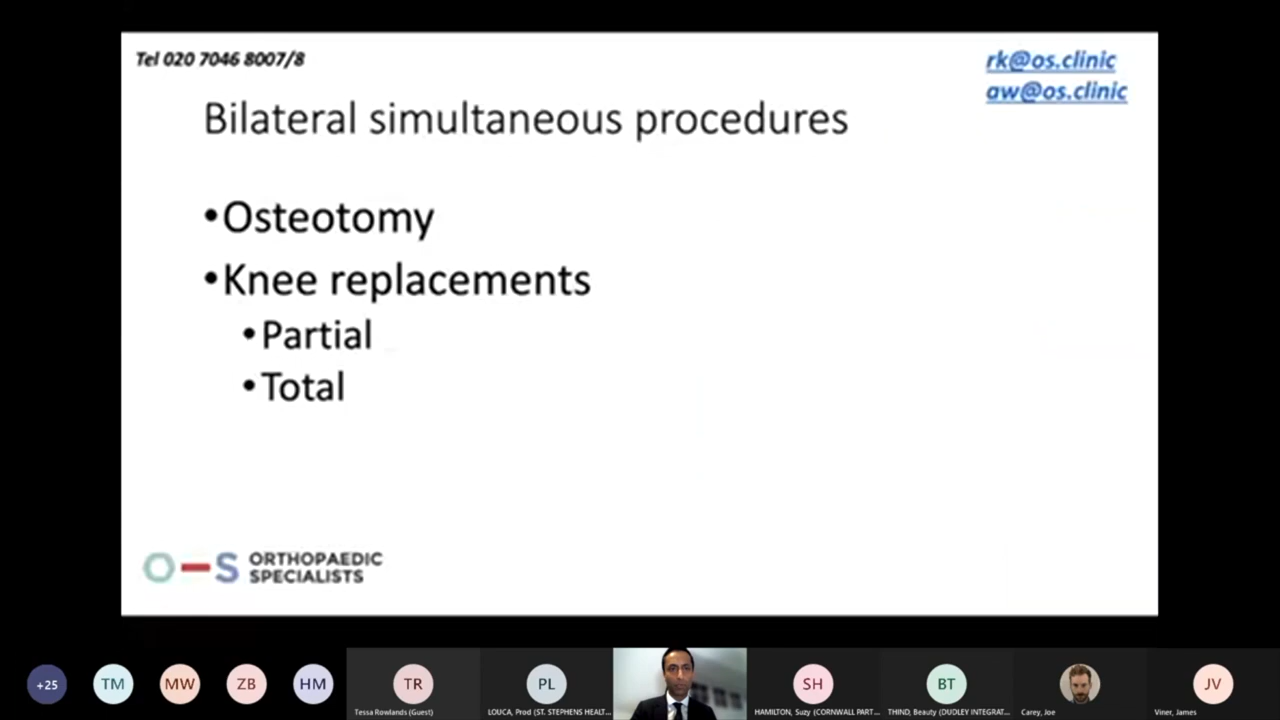 Tel 020 7046 8007/8
rk@os.clinic
aw@os.clinic
Bilateral simultaneous procedures
•Osteotomy
•Knee replacements
•Partial
•Total
O-S ORTHOPAEDIC
SPECIALISTS
+25
TM
MW
ZB
HM
TR
PL
SH
BT
JV
Tessa Rowlands (Guest)
LOUCA, Prod (ST. STEPHENS HEALT...
HAMILTON, Suzy (CORNWALL PART...
THIND, Beauty (DUDLEY INTEGRAT...
Carey, Joe
Viner, James